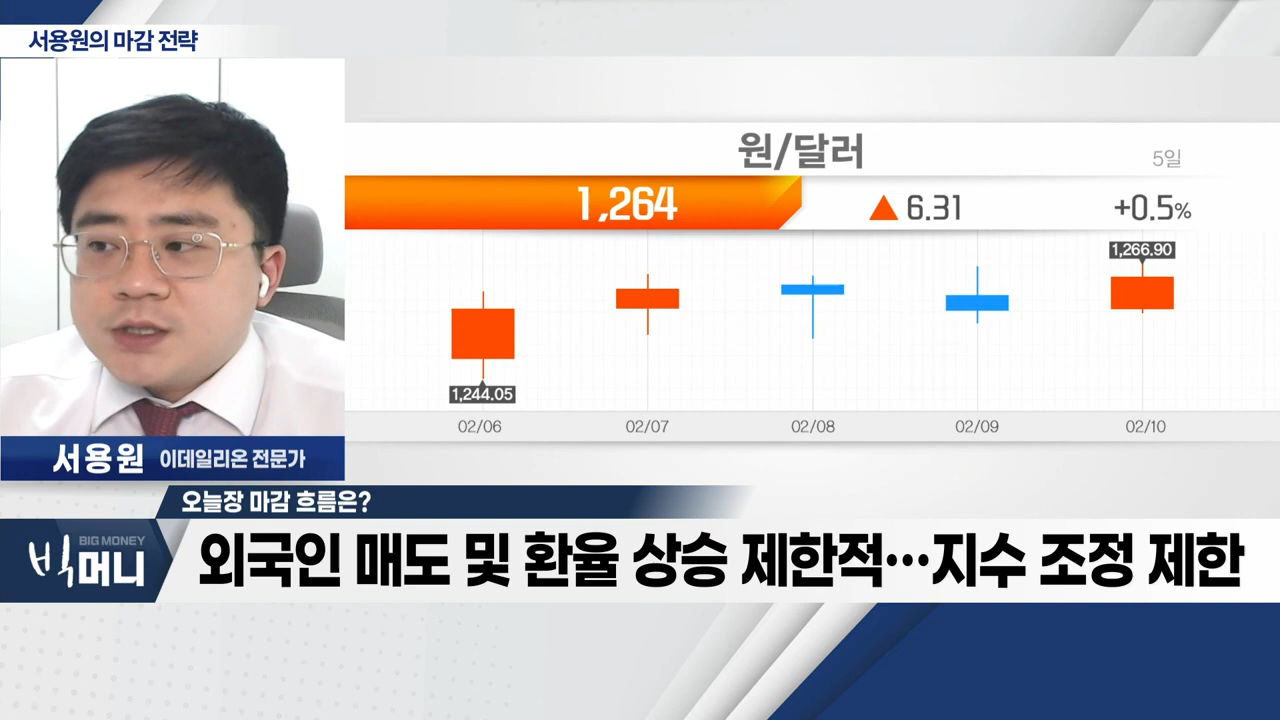 서용원의 마감 전략
원/달러
5일
1,264
▲ 6.31
+0.5%
1,266.90
1,244.05
02/06
02/07
02/08
02/09
02/10
서용원 이데일리온 전문가
오늘장 마감 흐름은?
BIG MONEY
빅머니
외국인 매도 및 환율 상승 제한적…지수 조정 제한